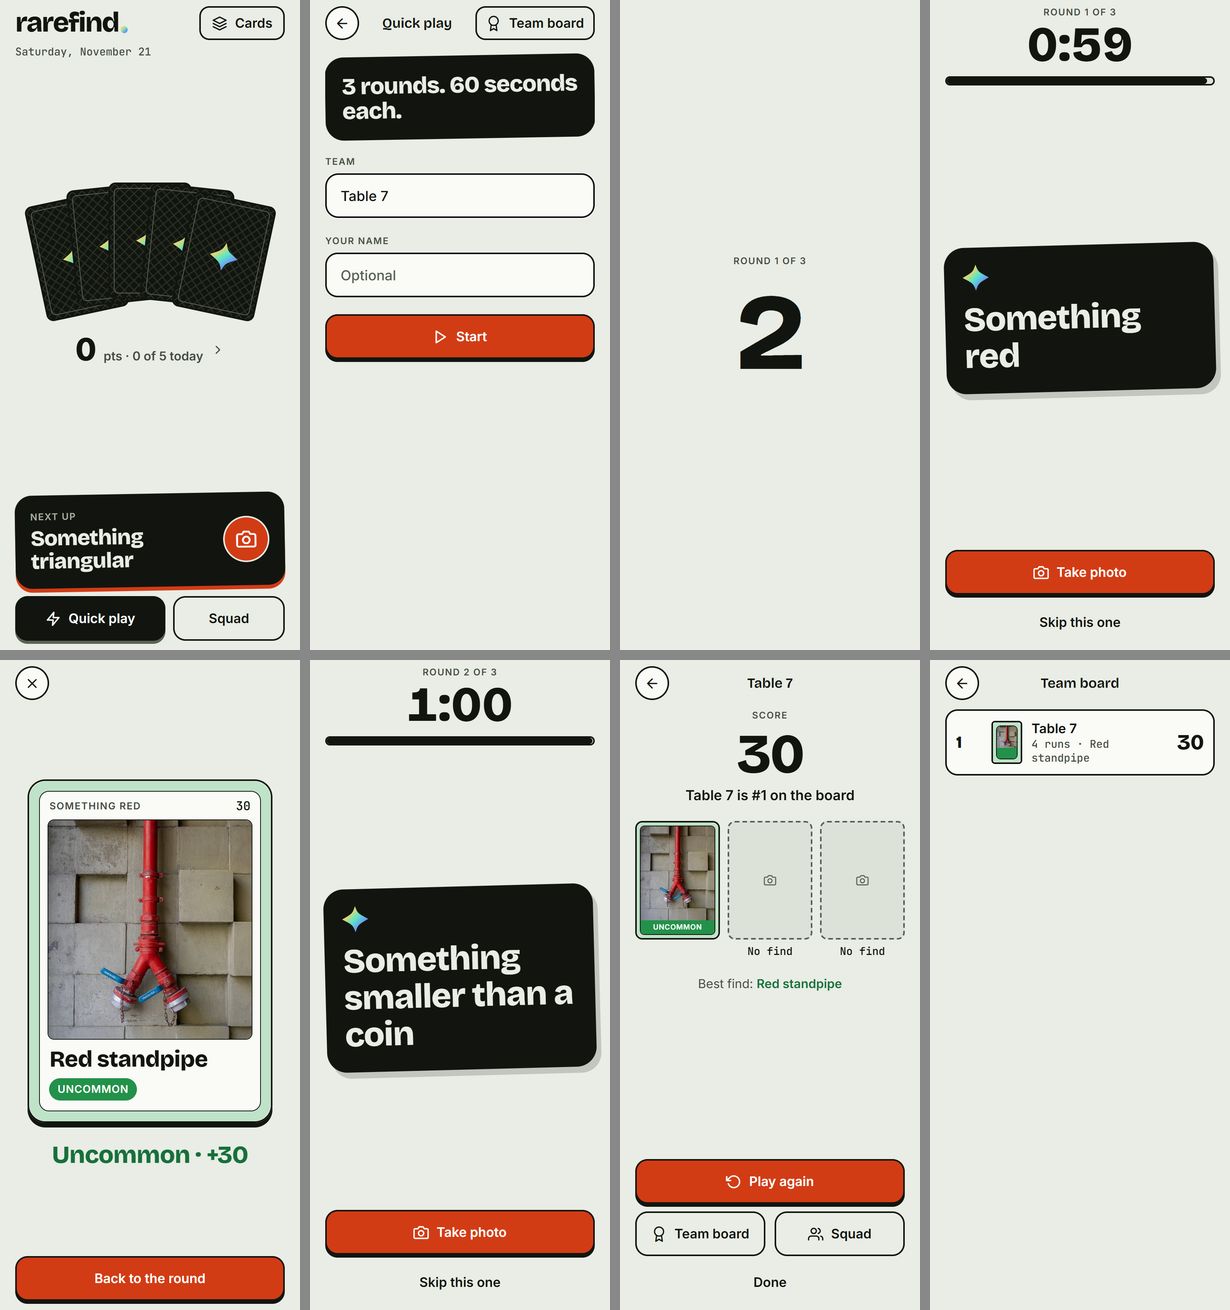 rarefind.
Cards
Saturday, November 21
0 pts · 0 of 5 today
NEXT UP
Something
triangular
Quick play
Squad
Quick play
Team board
3 rounds. 60 seconds
each.
TEAM
Table 7
YOUR NAME
Optional
Start
ROUND 1 OF 3
2
ROUND 1 OF 3
0:59
Something
red
Take photo
Skip this one
SOMETHING RED
30
Red standpipe
UNCOMMON
Uncommon · +30
Back to the round
ROUND 2 OF 3
1:00
Something
smaller than a
coin
Take photo
Skip this one
Table 7
SCORE
30
Table 7 is #1 on the board
UNCOMMON
No find
No find
Best find: Red standpipe
Play again
Team board
Squad
Done
Team board
1
Table 7
4 runs · Red
standpipe
30